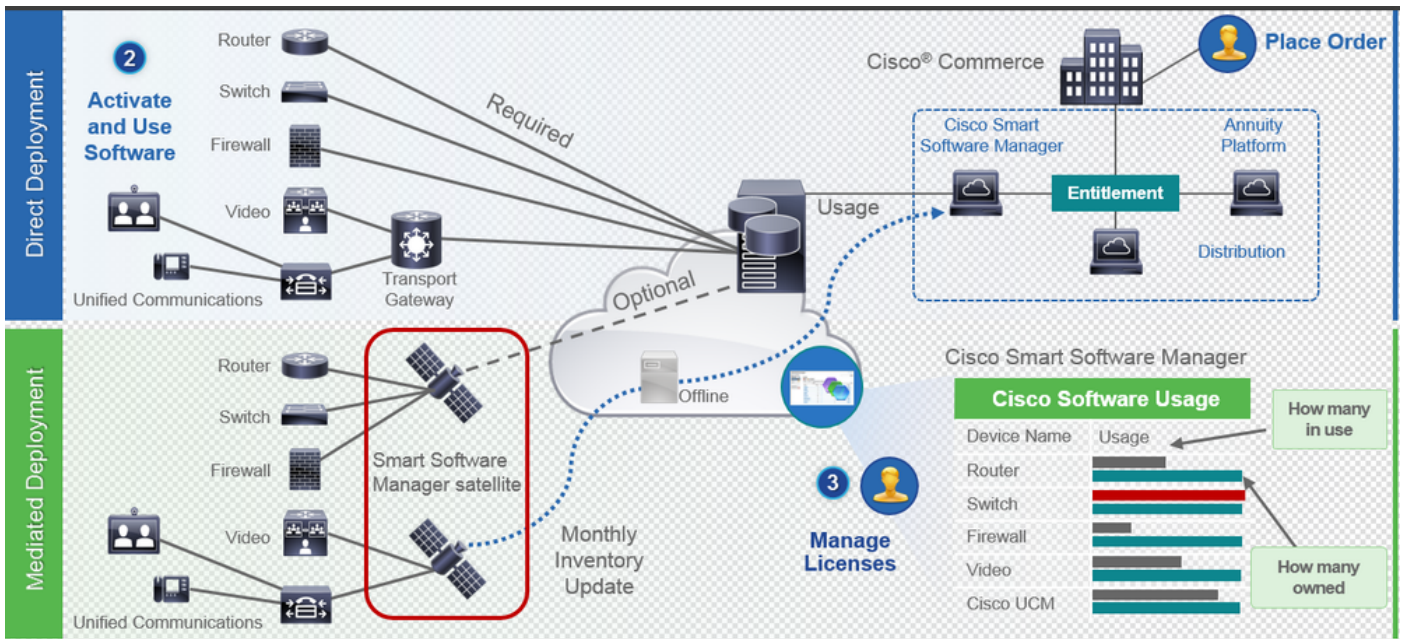 Direct Deployment
2
Activate
and Use
Software
Router
Switch
Firewall
Video
Unified Communications
Transport
Gateway
Required
Optional
Usage
Cisco® Commerce
Place Order
Cisco Smart
Software Manager
Annuity
Platform
Entitlement
Distribution
Mediated Deployment
Router
Switch
Firewall
Video
Unified Communications
Smart Software
Manager satellite
Offline
Monthly
Inventory
Update
3
Manage
Licenses
Cisco Smart Software Manager
Cisco Software Usage
Device Name Usage
Router
Switch
Firewall
Video
Cisco UCM
How many
in use
How many
owned